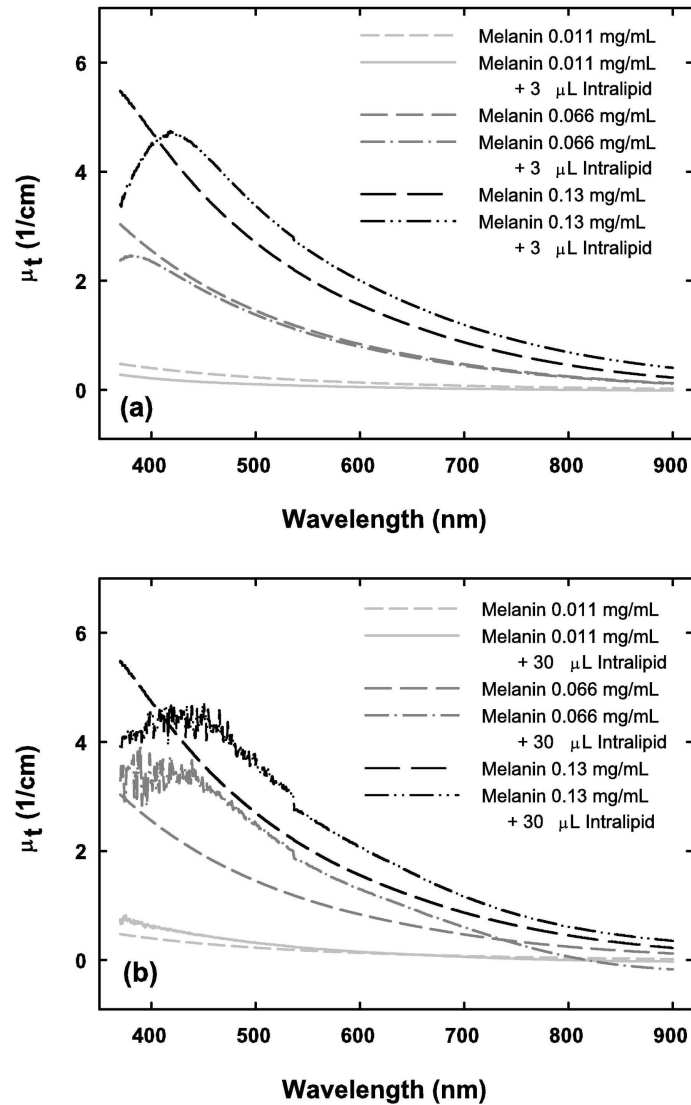 6
4
2
0
μt (1/cm)
Melanin 0.011 mg/mL
Melanin 0.011 mg/mL
+ 3 μL Intralipid
Melanin 0.066 mg/mL
Melanin 0.066 mg/mL
+ 3 μL Intralipid
Melanin 0.13 mg/mL
Melanin 0.13 mg/mL
+ 3 μL Intralipid
(a)
400 500 600 700 800 900
Wavelength (nm)
6
4
2
0
μt (1/cm)
Melanin 0.011 mg/mL
Melanin 0.011 mg/mL
+ 30 μL Intralipid
Melanin 0.066 mg/mL
Melanin 0.066 mg/mL
+ 30 μL Intralipid
Melanin 0.13 mg/mL
Melanin 0.13 mg/mL
+ 30 μL Intralipid
(b)
400 500 600 700 800 900
Wavelength (nm)